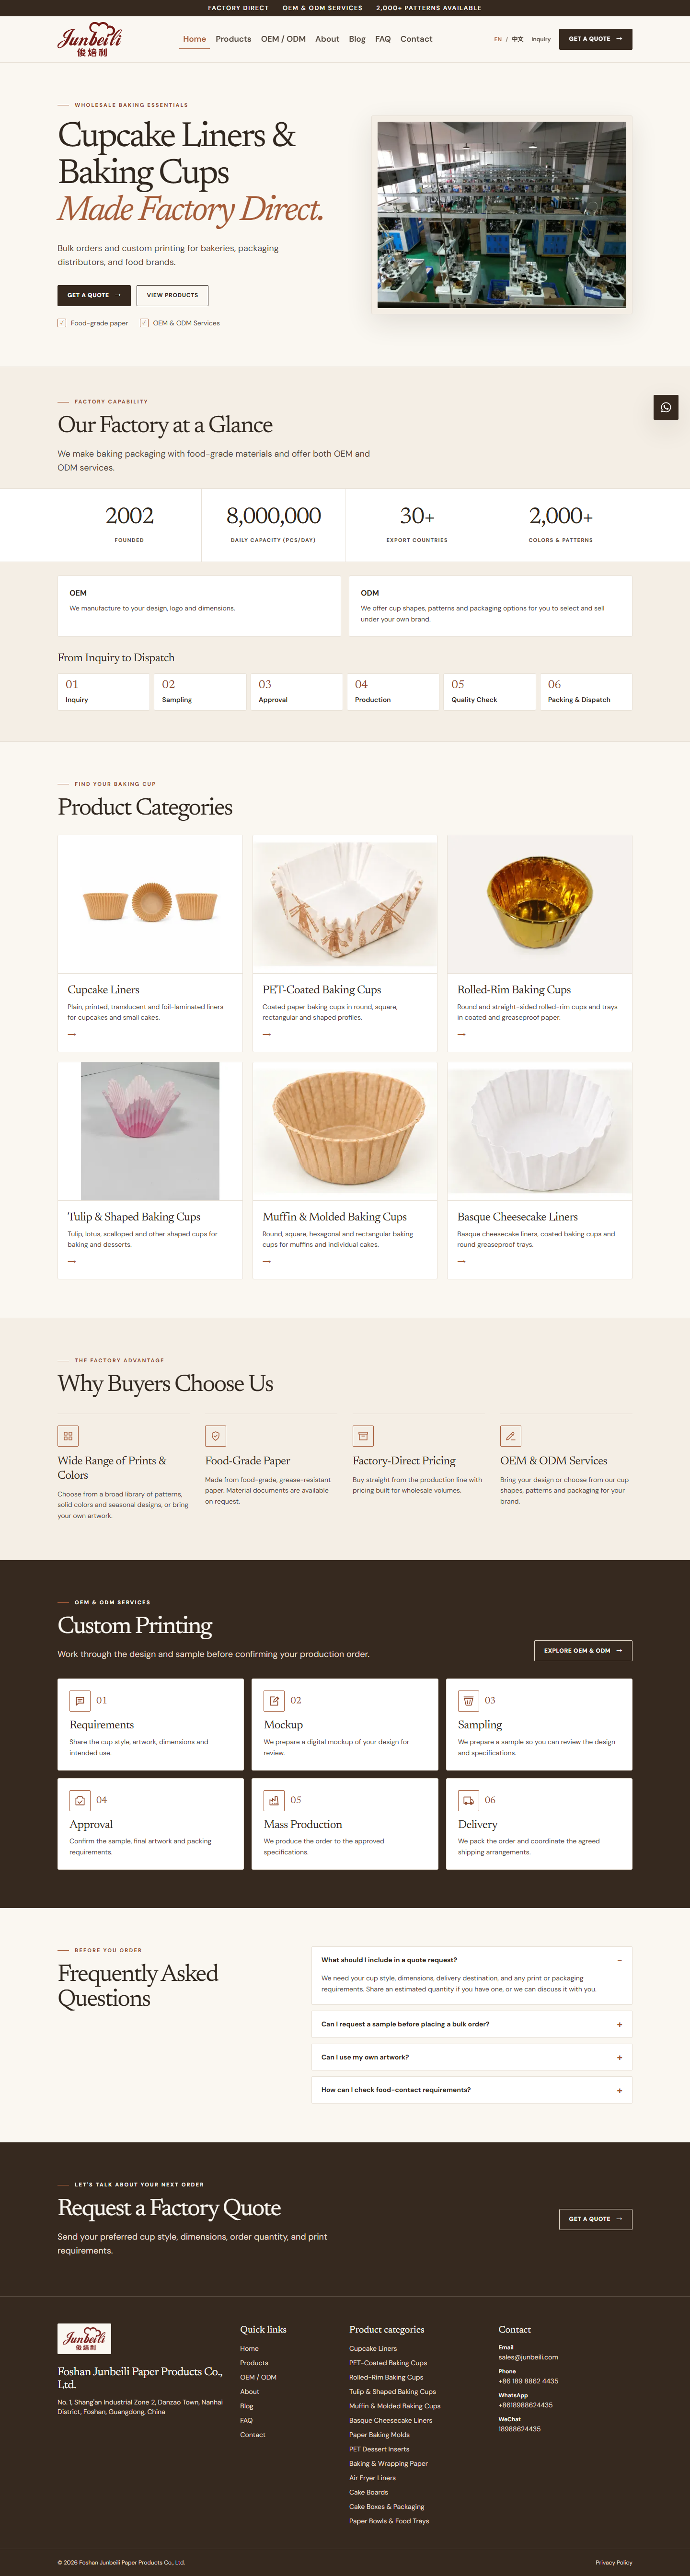 FACTORY DIRECT OEM & ODM SERVICES 2,000+ PATTERNS AVAILABLE
Junbeili
俊焙利
Home Products OEM / ODM About Blog FAQ Contact
EN / 中文 Inquiry GET A QUOTE →
WHOLESALE BAKING ESSENTIALS
Cupcake Liners &
Baking Cups
Made Factory Direct.
Bulk orders and custom printing for bakeries, packaging
distributors, and food brands.
GET A QUOTE → VIEW PRODUCTS
Food-grade paper OEM & ODM Services
FACTORY CAPABILITY
Our Factory at a Glance
We make baking packaging with food-grade materials and offer both OEM and
ODM services.
2002 8,000,000 30+ 2,000+
FOUNDED DAILY CAPACITY (PCS/DAY) EXPORT COUNTRIES COLORS & PATTERNS
OEM
We manufacture to your design, logo and dimensions.
ODM
We offer cup shapes, patterns and packaging options for you to select and sell
under your own brand.
From Inquiry to Dispatch
01 02 03 04 05 06
Inquiry Sampling Approval Production Quality Check Packing & Dispatch
FIND YOUR BAKING CUP
Product Categories
Cupcake Liners
Plain, printed, translucent and foil-laminated liners
for cupcakes and small cakes.
→
PET-Coated Baking Cups
Coated paper baking cups in round, square,
rectangular and shaped profiles.
→
Rolled-Rim Baking Cups
Round and straight-sided rolled-rim cups and trays
in coated and greaseproof paper.
→
Tulip & Shaped Baking Cups
Tulip, lotus, scalloped and other shaped cups for
baking and desserts.
→
Muffin & Molded Baking Cups
Round, square, hexagonal and rectangular baking
cups for muffins and individual cakes.
→
Basque Cheesecake Liners
Basque cheesecake liners, coated baking cups and
round greaseproof trays.
→
THE FACTORY ADVANTAGE
Why Buyers Choose Us
Wide Range of Prints &
Colors
Choose from a broad library of patterns,
solid colors and seasonal designs, or bring
your own artwork.
Food-Grade Paper
Made from food-grade, grease-resistant
paper. Material documents are available
on request.
Factory-Direct Pricing
Buy straight from the production line with
pricing built for wholesale volumes.
OEM & ODM Services
Bring your design or choose from our cup
shapes, patterns and packaging for your
brand.
OEM & ODM SERVICES
Custom Printing
Work through the design and sample before confirming your production order.
EXPLORE OEM & ODM →
01
Requirements
Share the cup style, artwork, dimensions and
intended use.
02
Mockup
We prepare a digital mockup of your design for
review.
03
Sampling
We prepare a sample so you can review the design
and specifications.
04
Approval
Confirm the sample, final artwork and packing
requirements.
05
Mass Production
We produce the order to the approved
specifications.
06
Delivery
We pack the order and coordinate the agreed
shipping arrangements.
BEFORE YOU ORDER
Frequently Asked
Questions
What should I include in a quote request? −
We need your cup style, dimensions, delivery destination, and any print or packaging
requirements. Share an estimated quantity if you have one, or we can discuss it with you.
Can I request a sample before placing a bulk order? +
Can I use my own artwork? +
How can I check food-contact requirements? +
LET'S TALK ABOUT YOUR NEXT ORDER
Request a Factory Quote
Send your preferred cup style, dimensions, order quantity, and print
requirements.
GET A QUOTE →
Junbeili
俊焙利
Foshan Junbeili Paper Products Co.,
Ltd.
No. 1, Shang'an Industrial Zone 2, Danzao Town, Nanhai
District, Foshan, Guangdong, China
Quick links
Home
Products
OEM / ODM
About
Blog
FAQ
Contact
Product categories
Cupcake Liners
PET-Coated Baking Cups
Rolled-Rim Baking Cups
Tulip & Shaped Baking Cups
Muffin & Molded Baking Cups
Basque Cheesecake Liners
Paper Baking Molds
PET Dessert Inserts
Baking & Wrapping Paper
Air Fryer Liners
Cake Boards
Cake Boxes & Packaging
Paper Bowls & Food Trays
Contact
Email
sales@junbeili.com
Phone
+86 189 8862 4435
WhatsApp
+8618988624435
WeChat
18988624435
© 2026 Foshan Junbeili Paper Products Co., Ltd.
Privacy Policy